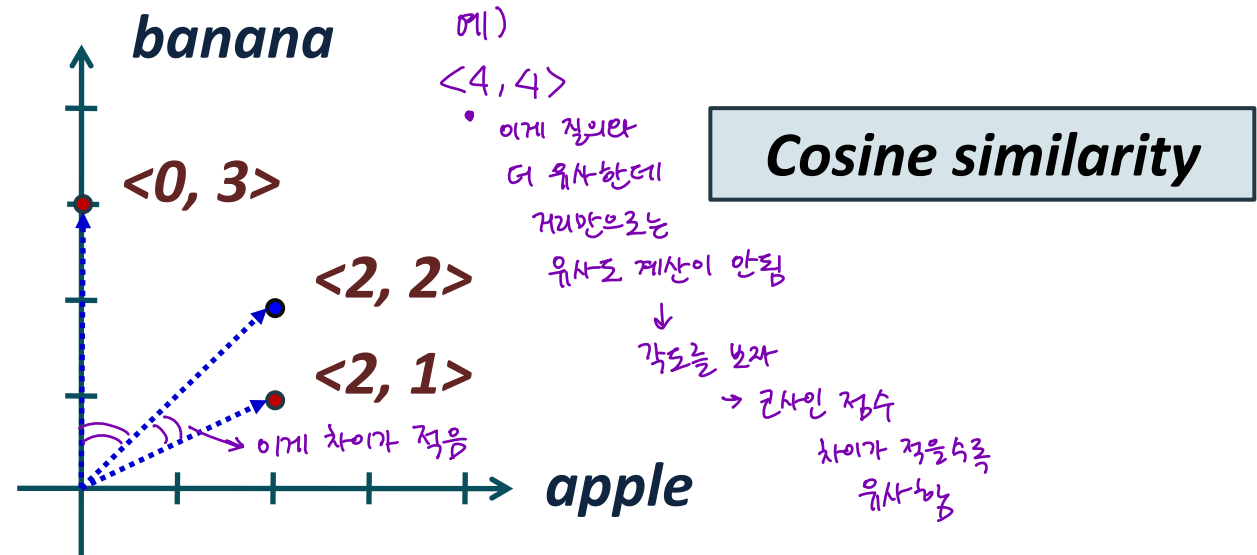 banana
예)
<4, 4>
이게 질의와
더 유사한데
거리만으로는
유사도 계산이 안됨
↓
각도를 보자
→ 코사인 점수
차이가 적을수록
유사함
Cosine similarity
<0, 3>
<2, 2>
<2, 1>
→ 이게 차이가 적음
apple